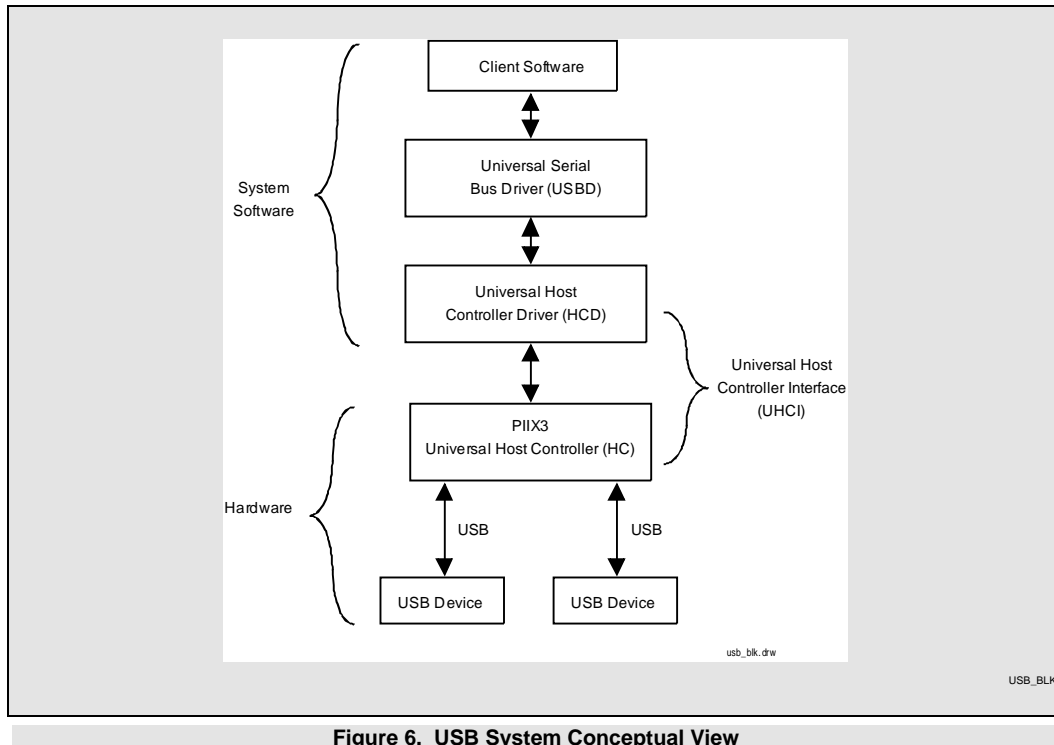 Client Software
Universal Serial
Bus Driver (USBD)
System
Software
Universal Host
Controller Driver (HCD)
Universal Host
Controller Interface
(UHCI)
PIIX3
Universal Host Controller (HC)
Hardware
USB
USB
USB Device
USB Device
usb_blk.drw
USB_BLK
Figure 6.  USB System Conceptual View